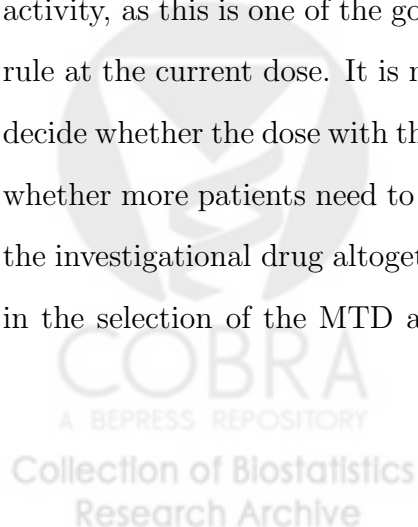 activity, as this is one of the go
rule at the current dose. It is
decide whether the dose with th
whether more patients need to
the investigational drug altoget
in the selection of the MTD a
COBRA
A BEPRESS REPOSITORY
Collection of Biostatistics
Research Archive